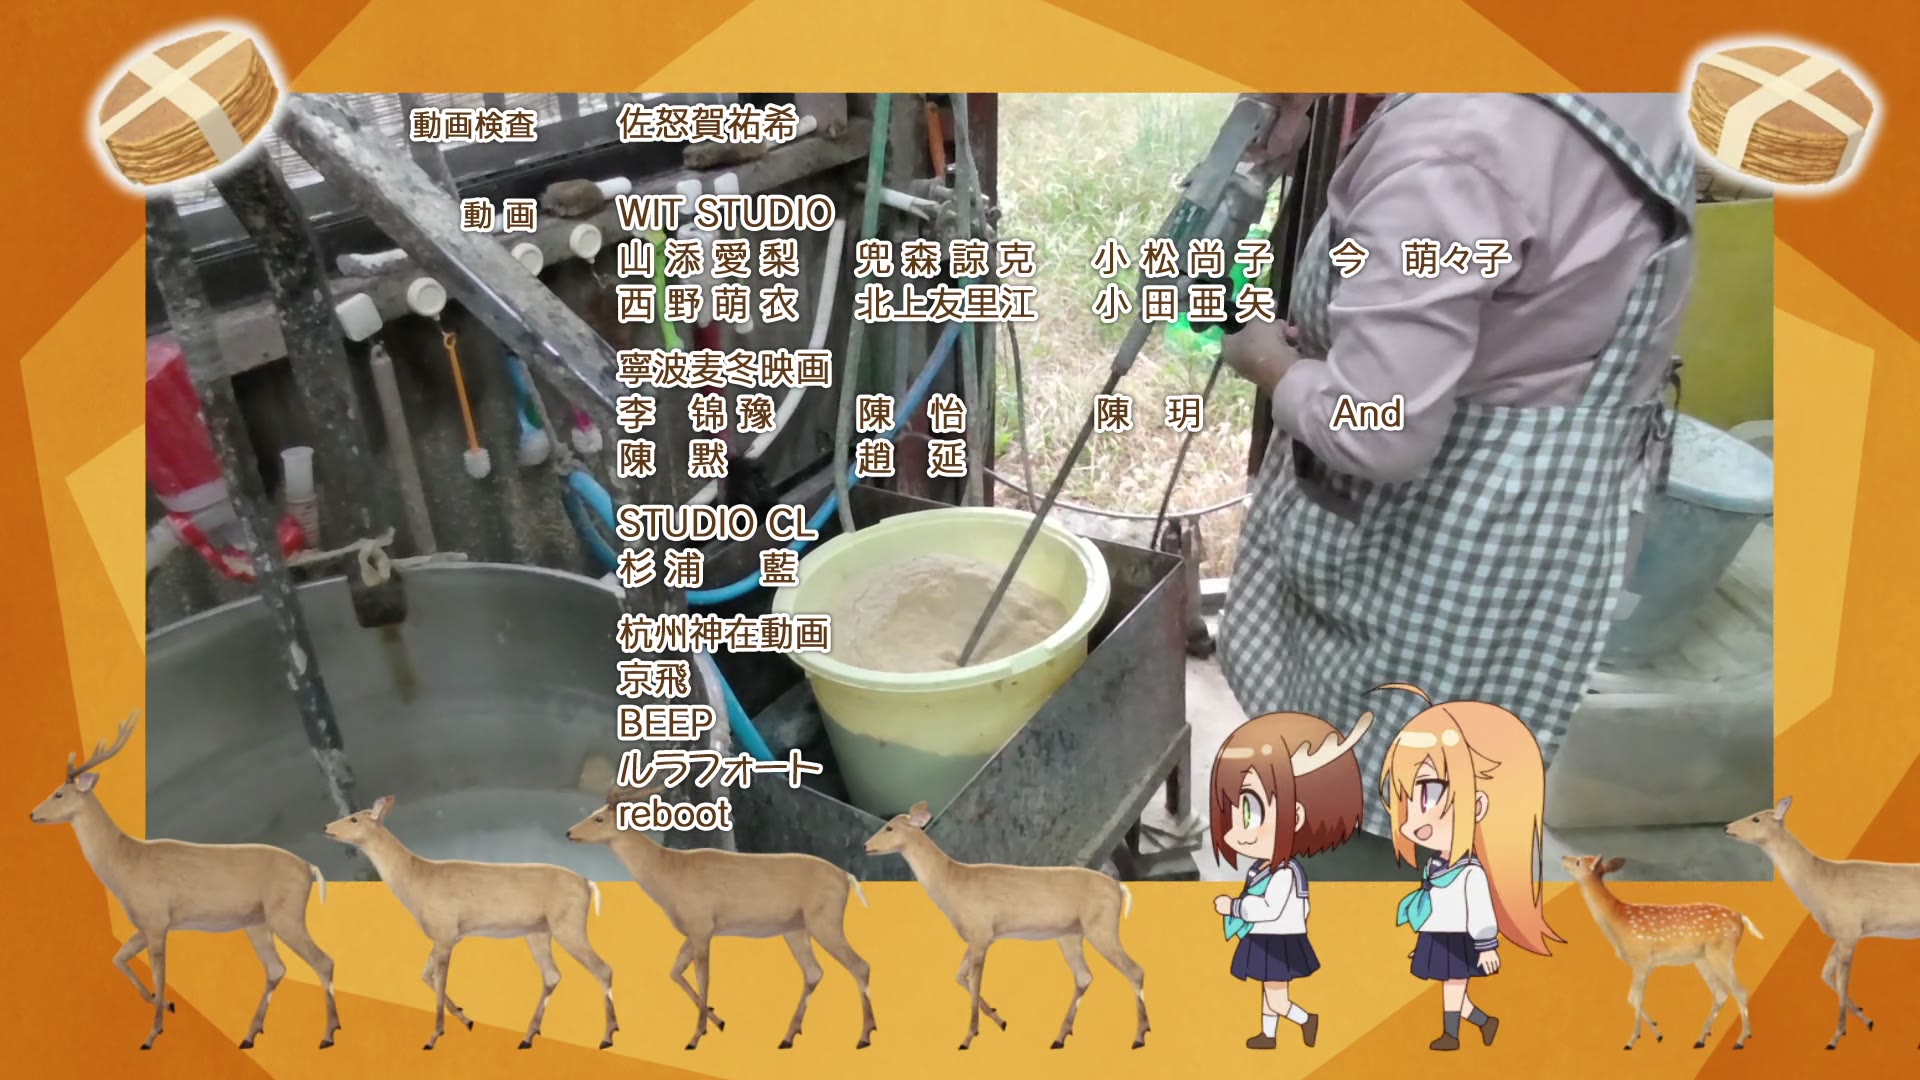 動画検査 佐怒賀祐希
動画 WIT STUDIO
山添愛梨 兜森諒克 小松尚子 今 萌々子
西野萌衣 北上友里江 小田亜矢
寧波麦冬映画
李 锦豫 陳 怡 陳 玥 And
陳 黙 趙 延
STUDIO CL
杉浦 藍
杭州神在動画
京飛
BEEP
ルラフォート
reboot